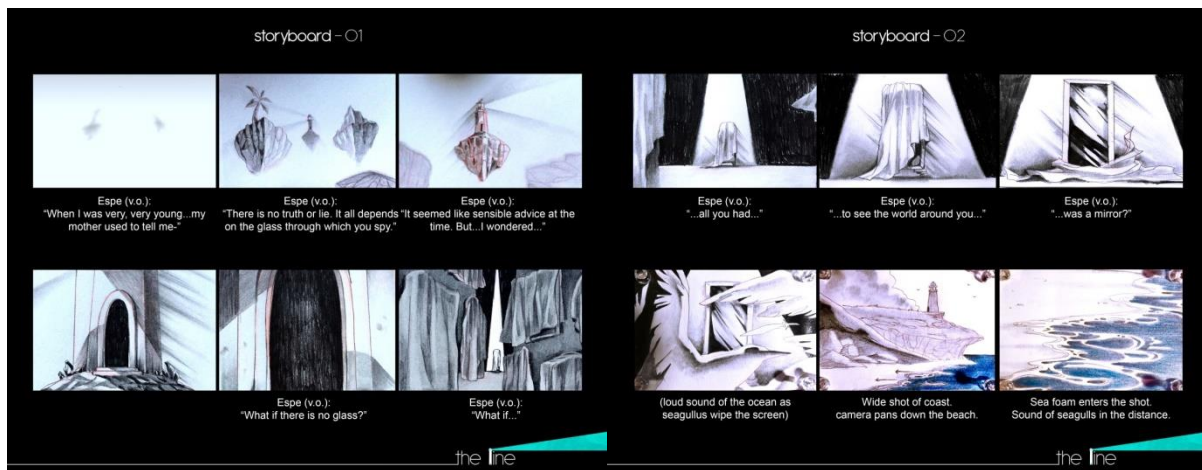 storyboard - 01
Espe (v.o.):
"When I was very, very young...my
mother used to tell me-"
Espe (v.o.):
"There is no truth or lie. It all depends
on the glass through which you spy."
Espe (v.o.):
"It seemed like sensible advice at the
time. But...I wondered..."
Espe (v.o.):
"What if there is no glass?"
Espe (v.o.):
"What if..."
the line
storyboard - 02
Espe (v.o.):
"...all you had..."
Espe (v.o.):
"...to see the world around you..."
Espe (v.o.):
"...was a mirror?"
(loud sound of the ocean as
seagullus wipe the screen)
Wide shot of coast.
camera pans down the beach.
Sea foam enters the shot.
Sound of seagulls in the distance.
the line